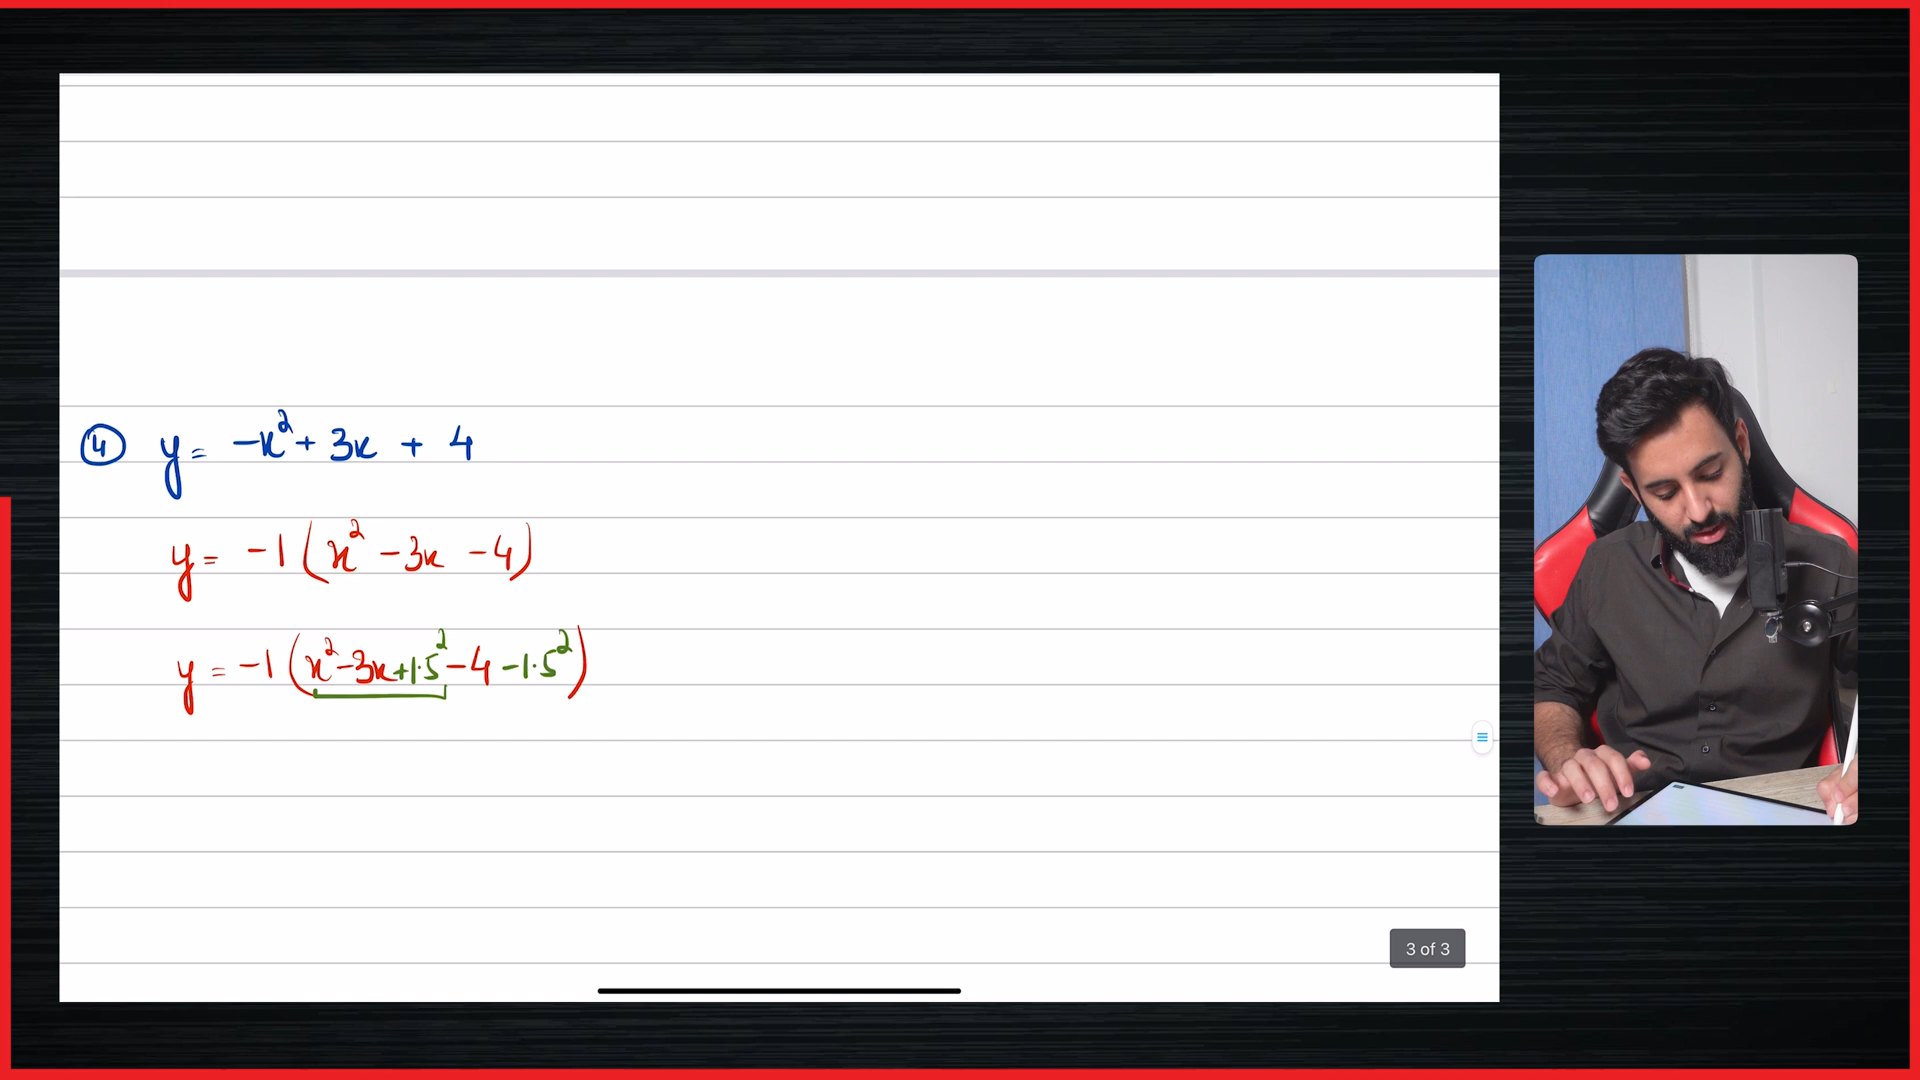 ④ y = -x² + 3x + 4
y = -1 (x² - 3x - 4)
y = -1 (x² - 3x + 1.5² - 4 - 1.5²)
3 of 3